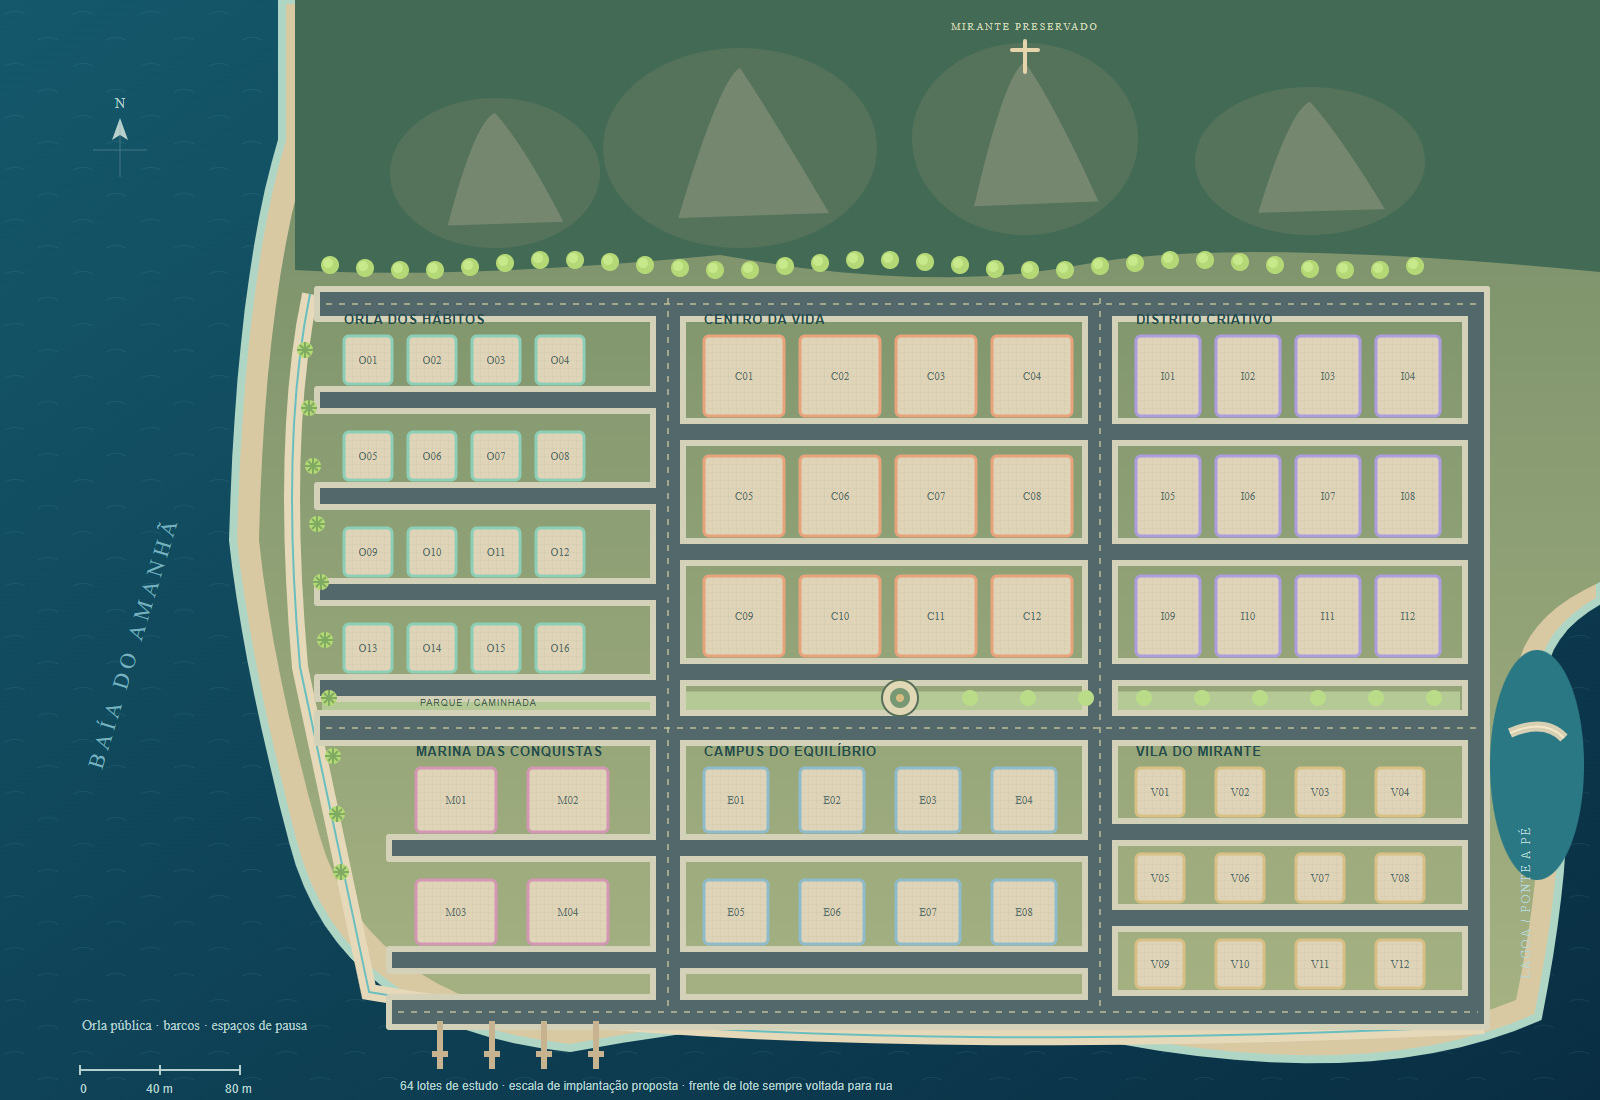 MIRANTE PRESERVADO
N
ORLA DOS HÁBITOS
O01 O02 O03 O04
O05 O06 O07 O08
O09 O10 O11 O12
O13 O14 O15 O16
PARQUE / CAMINHADA
CENTRO DA VIDA
C01 C02 C03 C04
C05 C06 C07 C08
C09 C10 C11 C12
DISTRITO CRIATIVO
I01 I02 I03 I04
I05 I06 I07 I08
I09 I10 I11 I12
BAÍA DO AMANHÃ
MARINA DAS CONQUISTAS
M01 M02
M03 M04
CAMPUS DO EQUILÍBRIO
E01 E02 E03 E04
E05 E06 E07 E08
VILA DO MIRANTE
V01 V02 V03 V04
V05 V06 V07 V08
V09 V10 V11 V12
LAGOA / PONTE A PÉ
Orla pública · barcos · espaços de pausa
0 40 m 80 m
64 lotes de estudo · escala de implantação proposta · frente de lote sempre voltada para rua